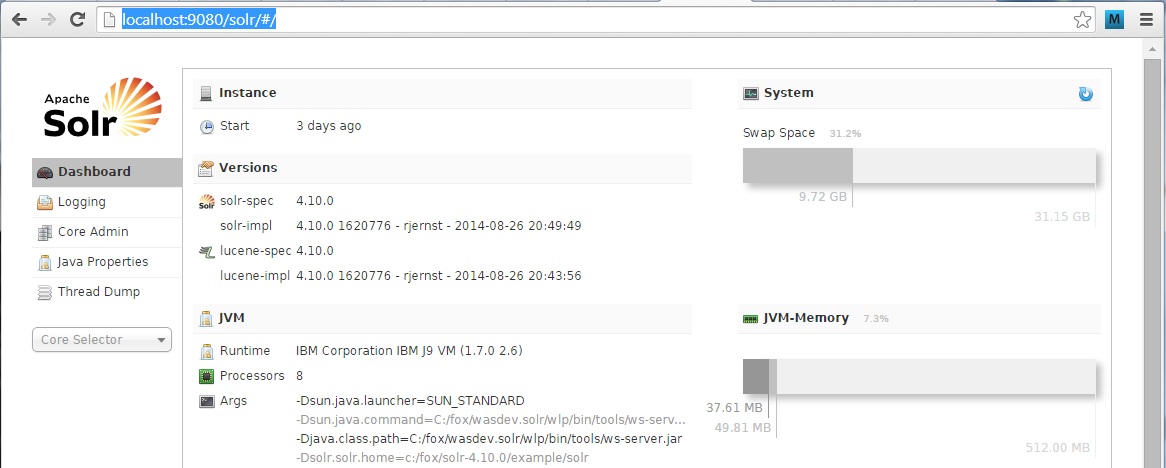 localhost:9080/solr/#/
M
Apache
Solr
Dashboard
Logging
Core Admin
Java Properties
Thread Dump
Core Selector
Instance
Start 3 days ago
Versions
Solr solr-spec 4.10.0
solr-impl 4.10.0 1620776 - rjernst - 2014-08-26 20:49:49
lucene-spec 4.10.0
lucene-impl 4.10.0 1620776 - rjernst - 2014-08-26 20:43:56
JVM
Runtime IBM Corporation IBM J9 VM (1.7.0 2.6)
Processors 8
Args -Dsun.java.launcher=SUN_STANDARD
-Dsun.java.command=C:/fox/wasdev.solr/wlp/bin/tools/ws-serv...
-Djava.class.path=C:/fox/wasdev.solr/wlp/bin/tools/ws-server.jar
-Dsolr.solr.home=c:/fox/solr-4.10.0/example/solr
System
Swap Space 31.2%
9.72 GB
31.15 GB
JVM-Memory 7.3%
37.61 MB
49.81 MB
512.00 MB